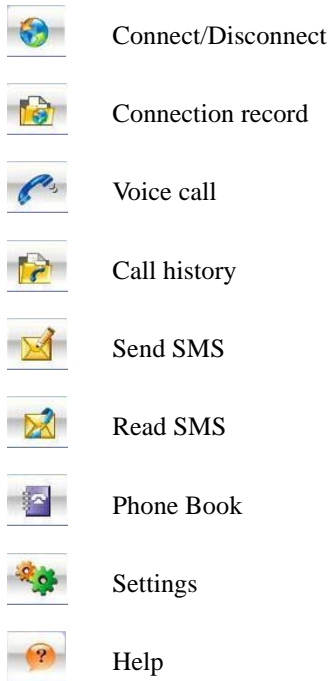 Connect/Disconnect
Connection record
Voice call
Call history
Send SMS
Read SMS
Phone Book
Settings
? Help